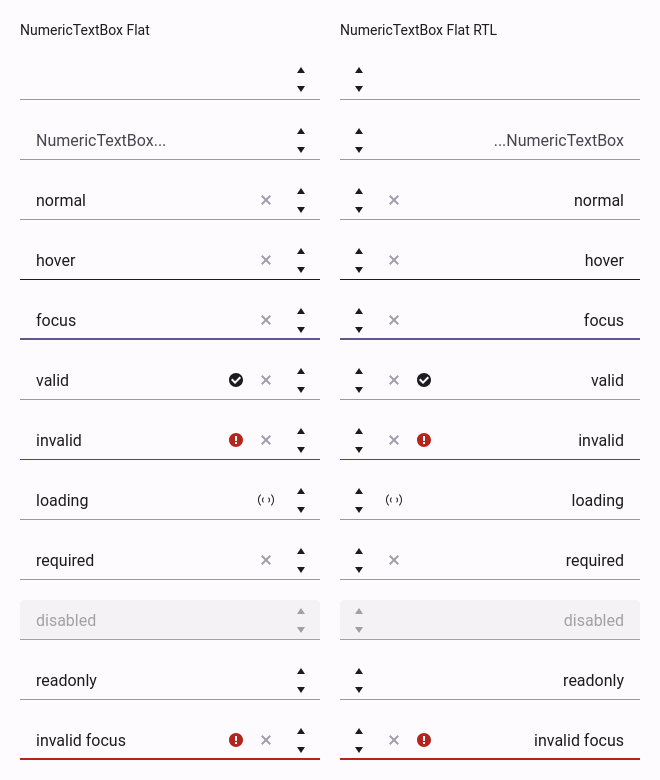 NumericTextBox Flat
NumericTextBox Flat RTL
NumericTextBox...
...NumericTextBox
normal
normal
hover
hover
focus
focus
valid
valid
invalid
invalid
loading
loading
required
required
disabled
disabled
readonly
readonly
invalid focus
invalid focus